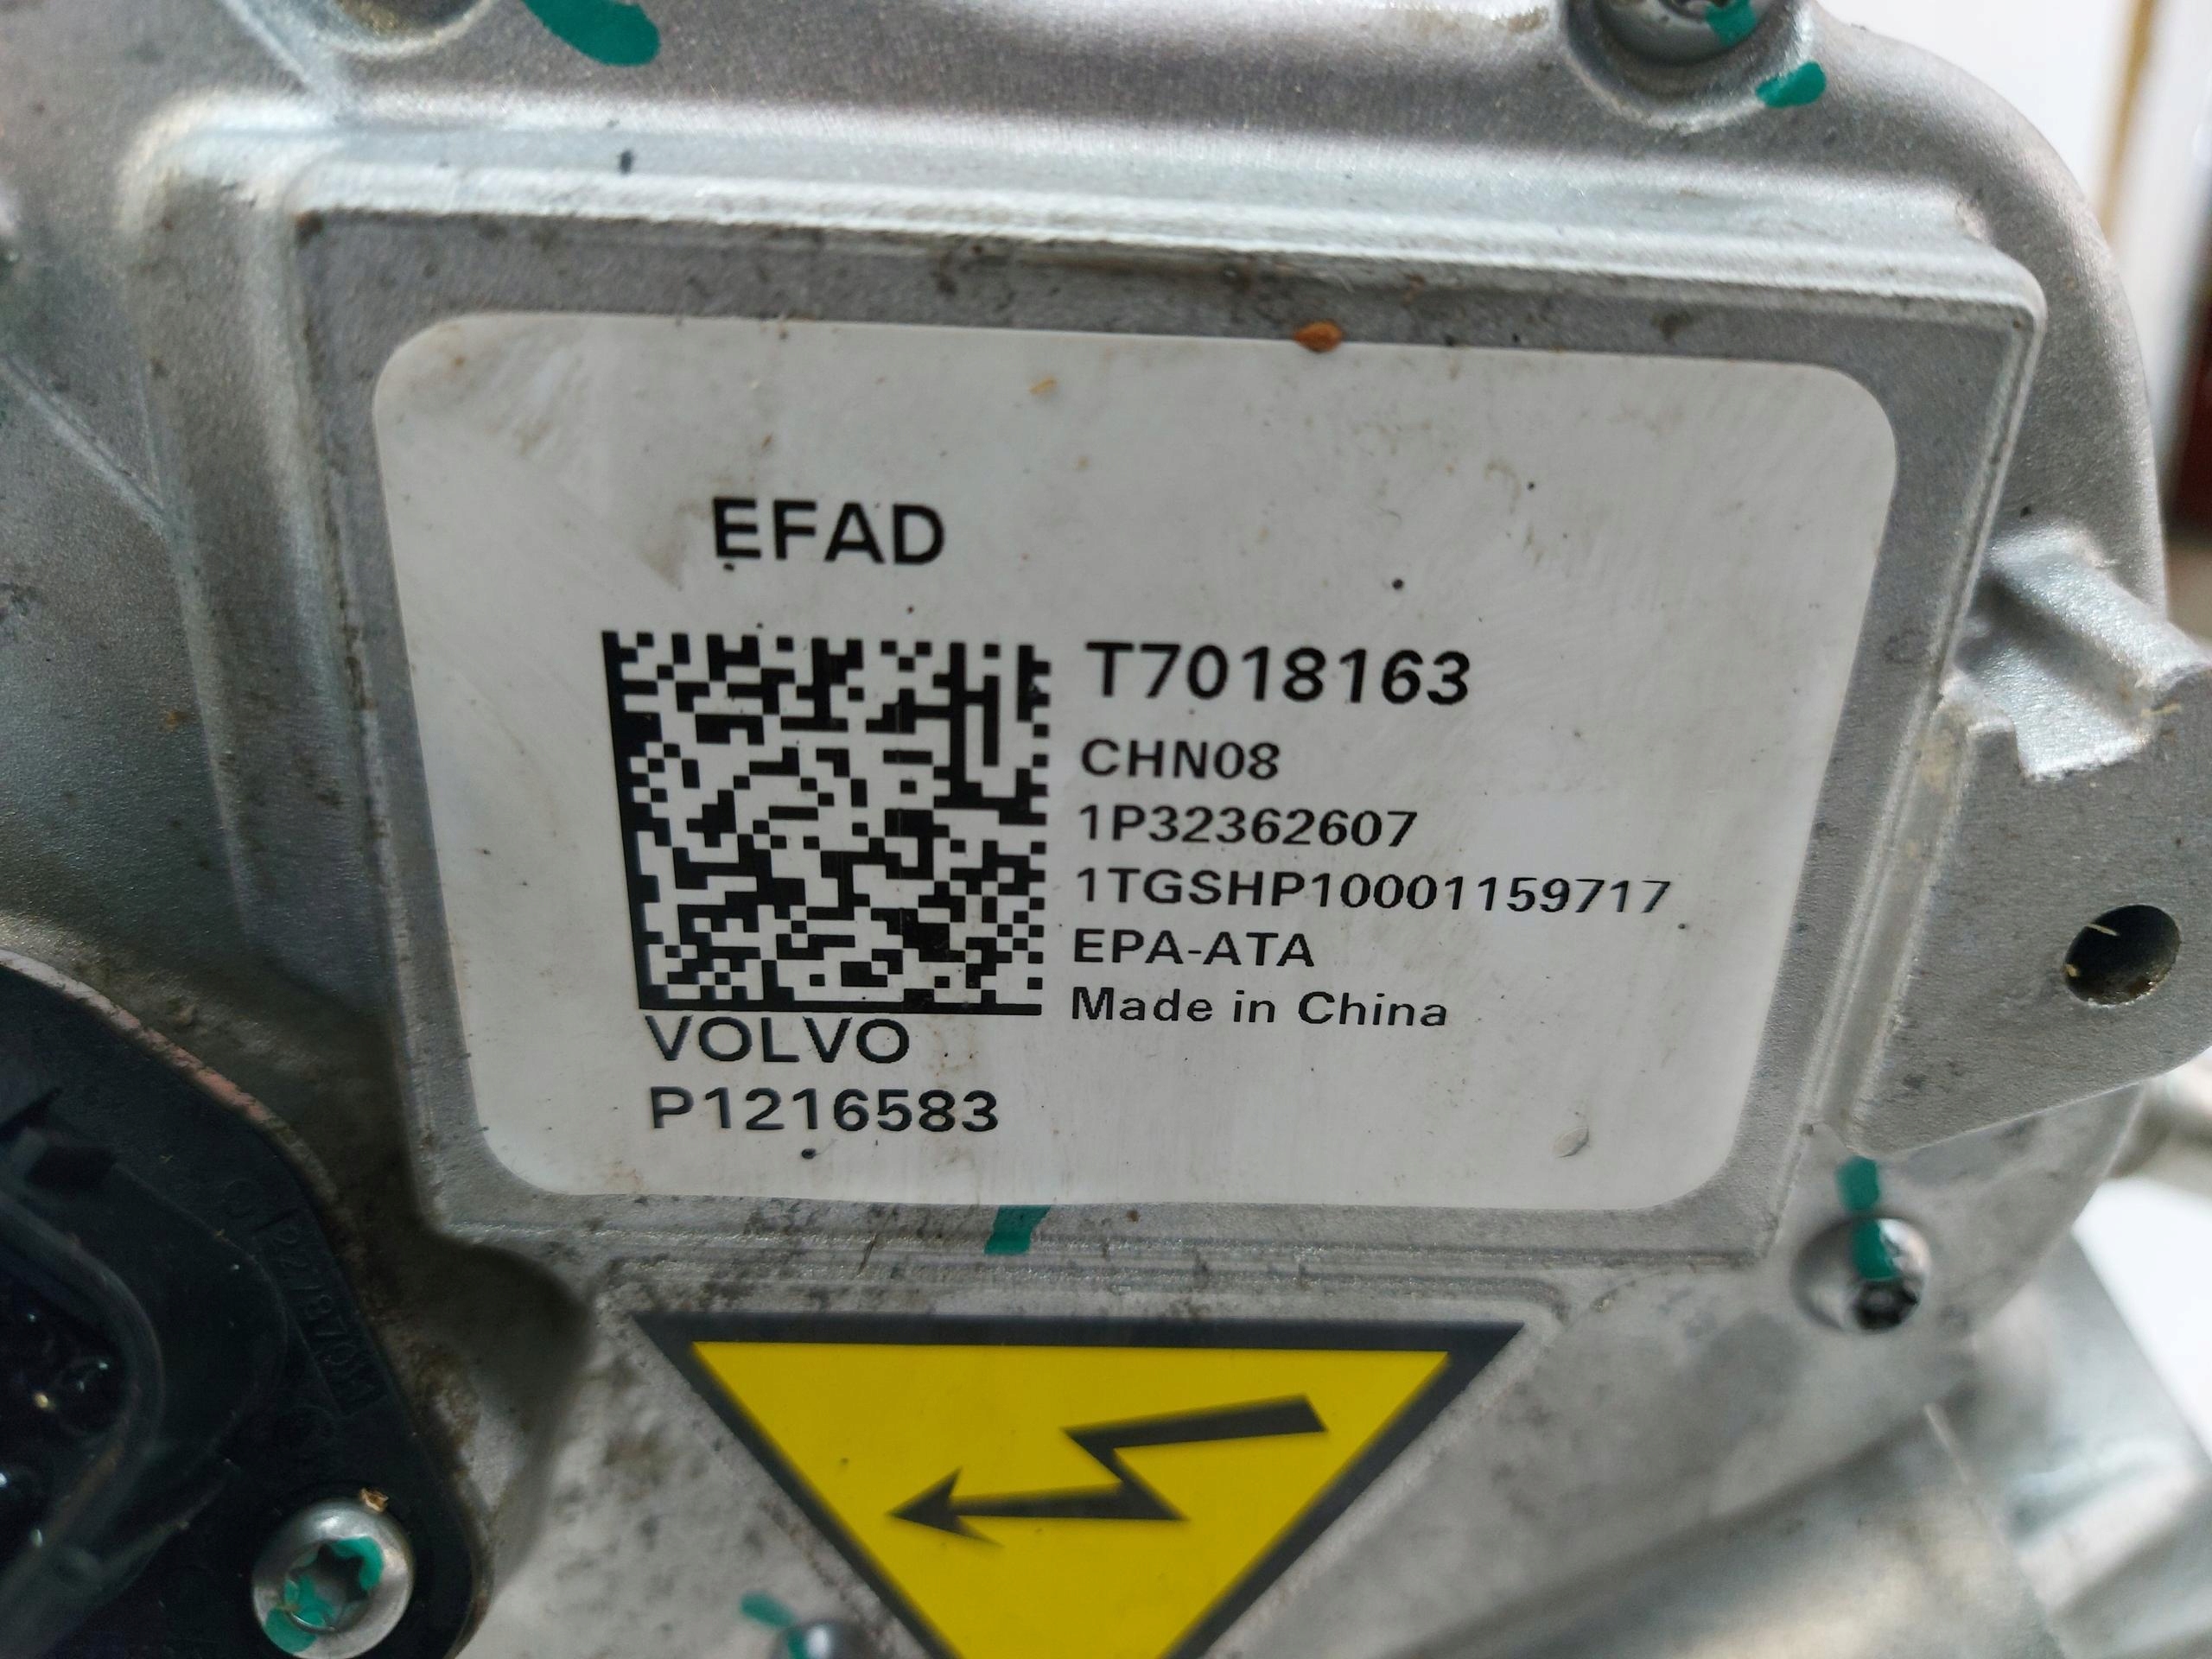 EFAD
T7018163
CHN08
1P32362607
1TGSHP10001159717
EPA-ATA
Made in China
VOLVO
P1216583